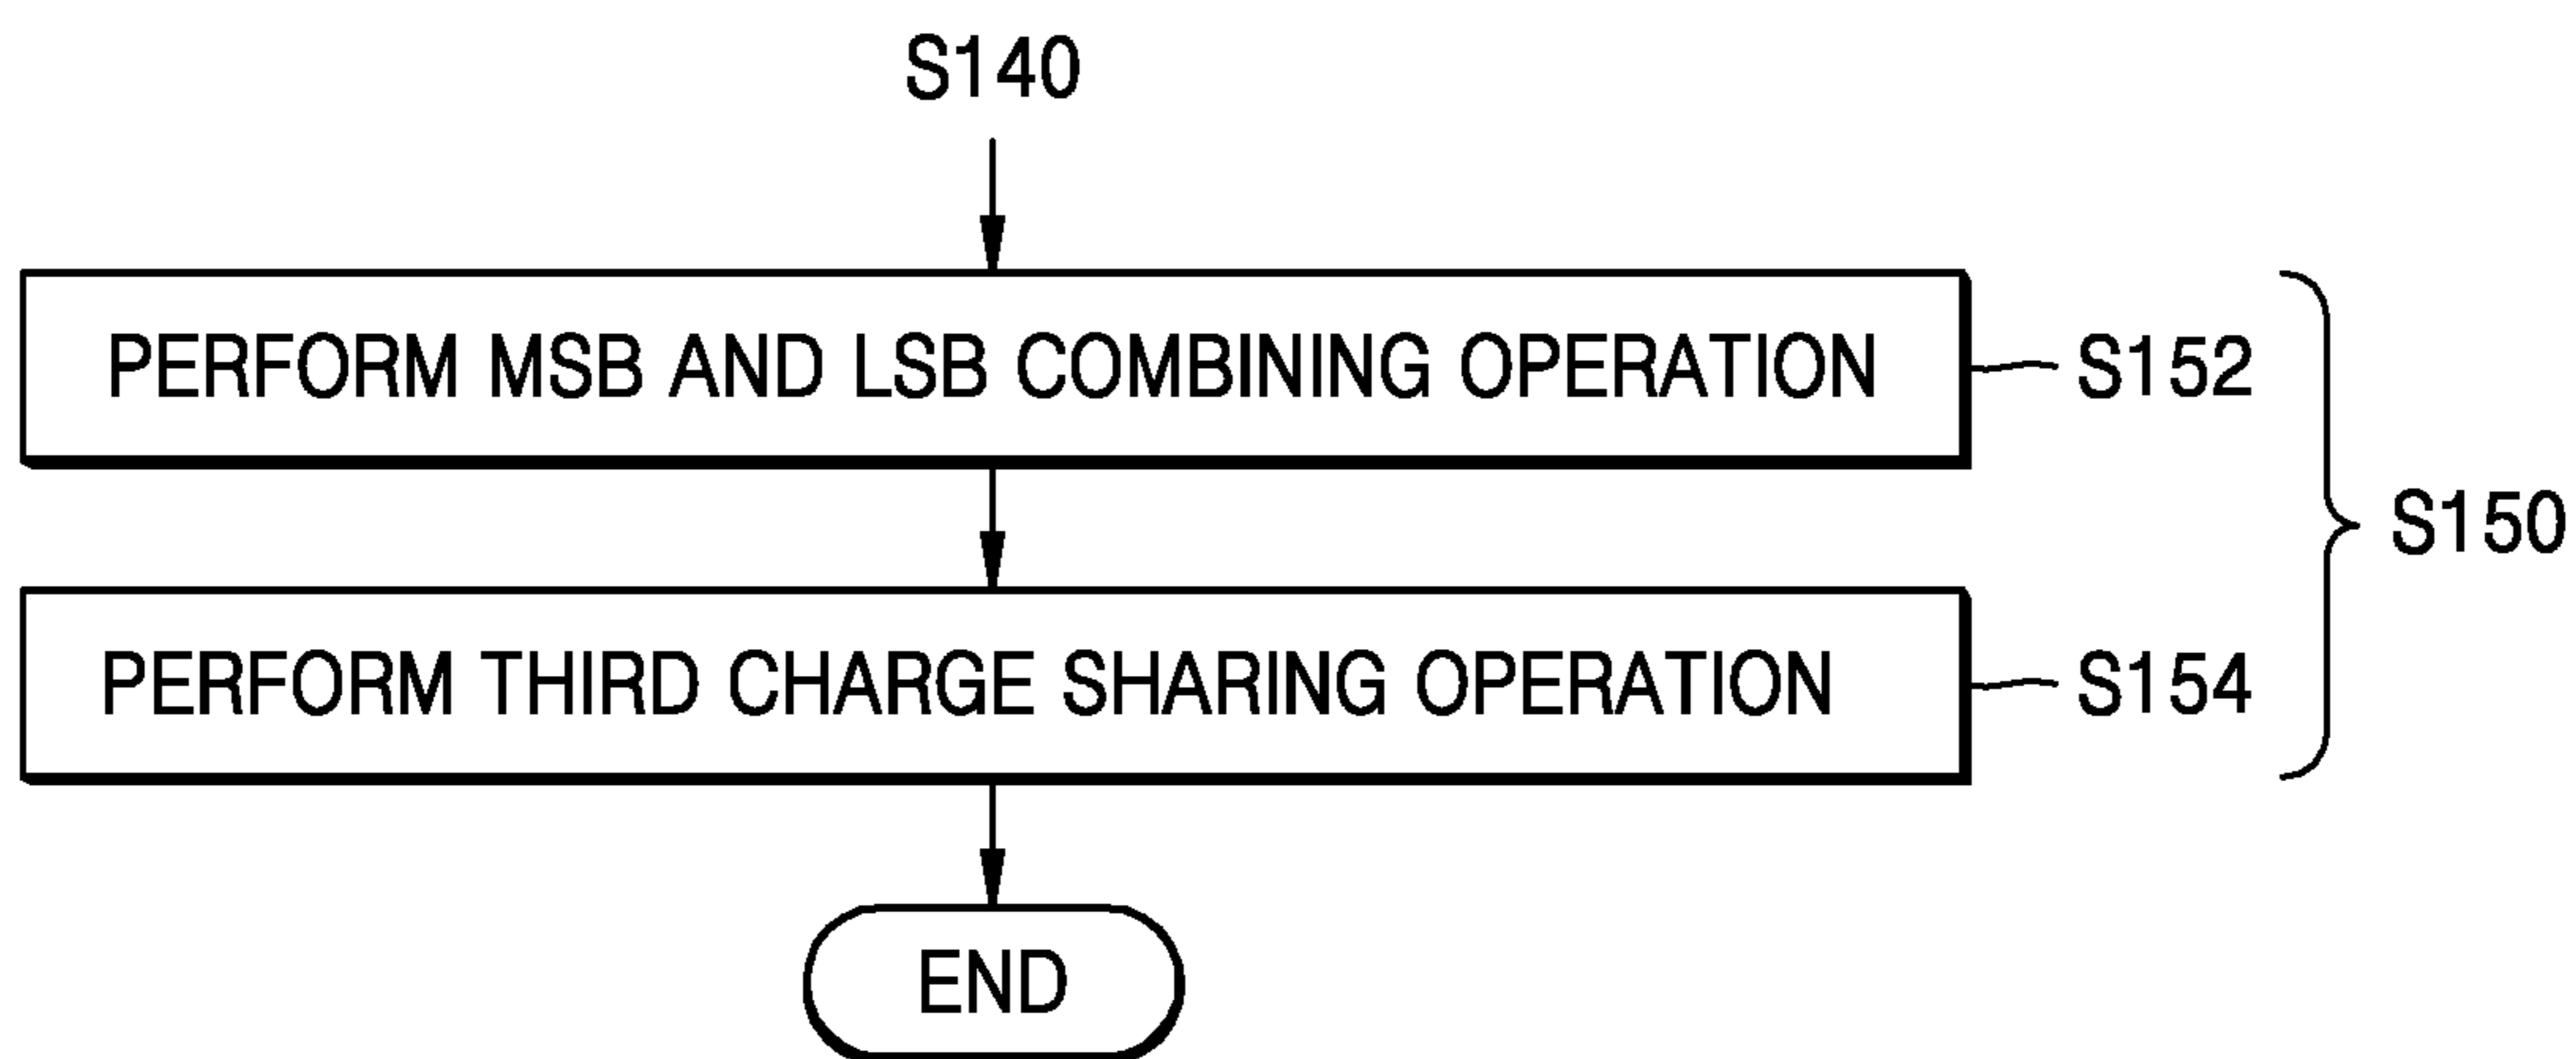 S140
PERFORM MSB AND LSB COMBINING OPERATION
S152
S150
PERFORM THIRD CHARGE SHARING OPERATION
S154
END